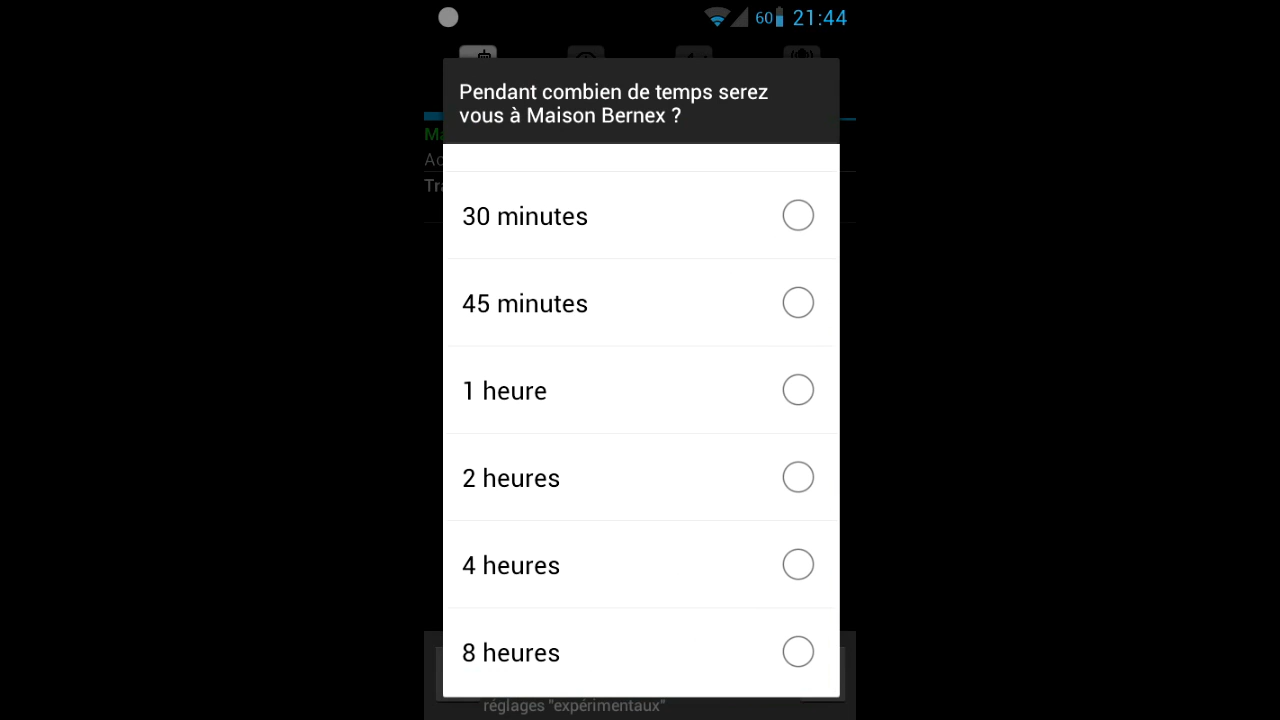 60 21:44
Pendant combien de temps serez
vous à Maison Bernex ?
30 minutes
45 minutes
1 heure
2 heures
4 heures
8 heures
réglages "expérimentaux"